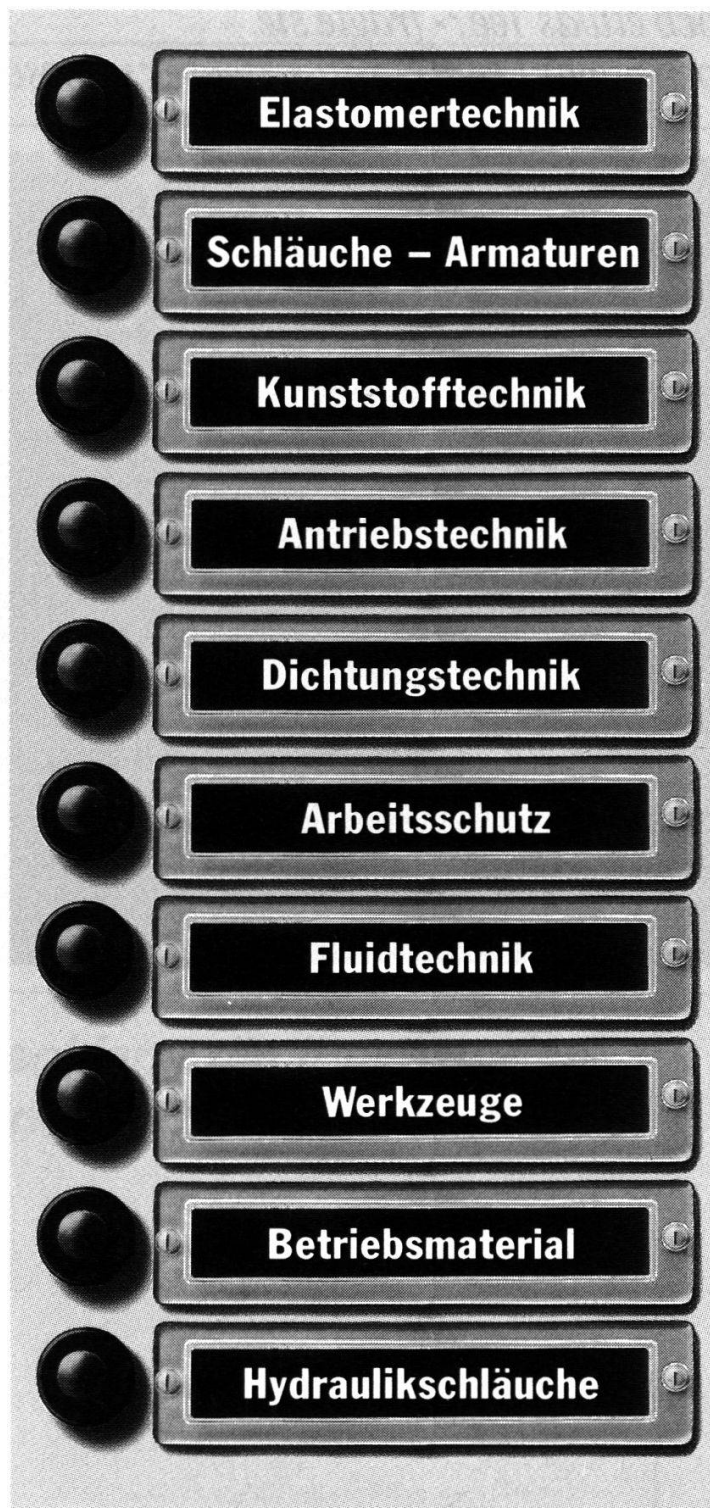 Elastomertechnik
Schläuche – Armaturen
Kunststofftechnik
Antriebstechnik
Dichtungstechnik
Arbeitsschutz
Fluidtechnik
Werkzeuge
Betriebsmaterial
Hydraulikschläuche